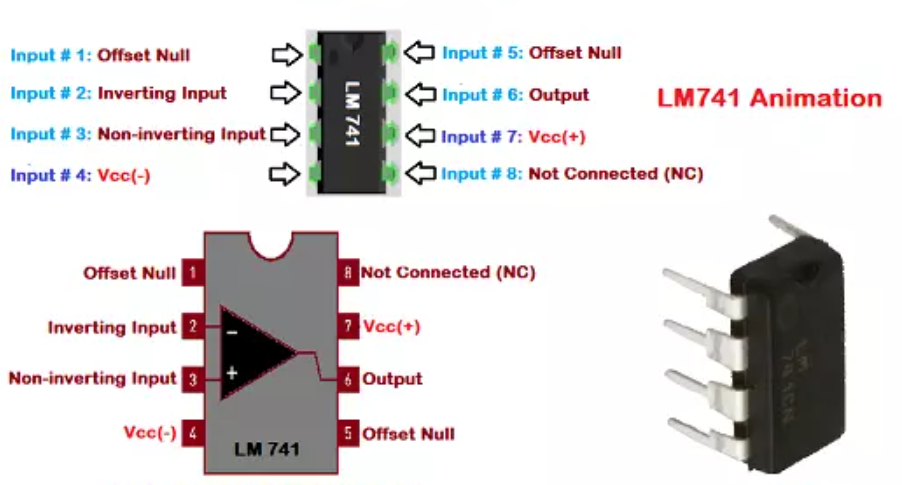 Input # 1: Offset Null
Input # 2: Inverting Input
Input # 3: Non-inverting Input
Input # 4: Vcc(-)
LM 741
Input # 5: Offset Null
Input # 6: Output
Input # 7: Vcc(+)
Input # 8: Not Connected (NC)
LM741 Animation
Offset Null 1
8 Not Connected (NC)
Inverting Input 2
-
7 Vcc(+)
Non-inverting Input 3
+
6 Output
Vcc(-) 4
5 Offset Null
LM 741
LM
741CN